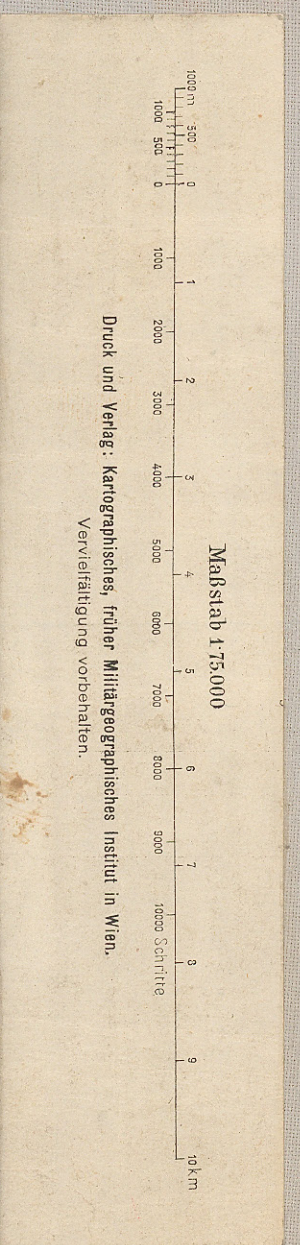 Maßstab 1:75.000
1000 m 500 0 1 2 3 4 5 6 7 8 9 10 km
1000 500 0 1000 2000 3000 4000 5000 6000 7000 8000 9000 10000 Schritte
Druck und Verlag: Kartographisches, früher Militärgeographisches Institut in Wien.
Vervielfältigung vorbehalten.